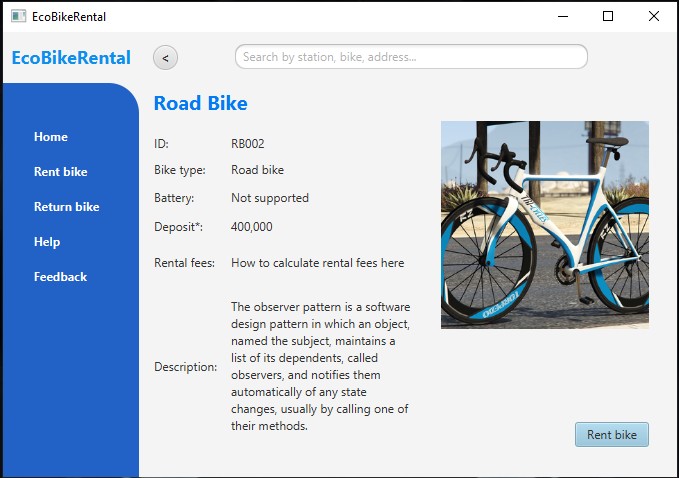 EcoBikeRental
EcoBikeRental
<
Search by station, bike, address...
Home
Rent bike
Return bike
Help
Feedback
Road Bike
ID: RB002
Bike type: Road bike
Battery: Not supported
Deposit*: 400,000
Rental fees: How to calculate rental fees here
Description:
The observer pattern is a software
design pattern in which an object,
named the subject, maintains a
list of its dependents, called
observers, and notifies them
automatically of any state
changes, usually by calling one of
their methods.
Rent bike